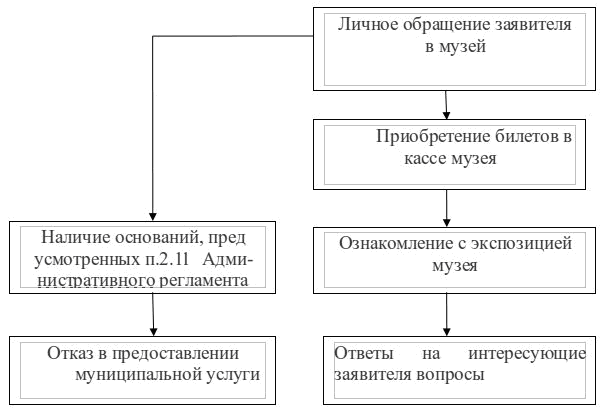 Личное обращение заявителя
в музей
Приобретение билетов в
кассе музея
Наличие оснований, пред
усмотренных п.2.11 Адми-
нистративного регламента
Ознакомление с экспозицией
музея
Отказ в предоставлении
муниципальной услуги
Ответы на интересующие
заявителя вопросы